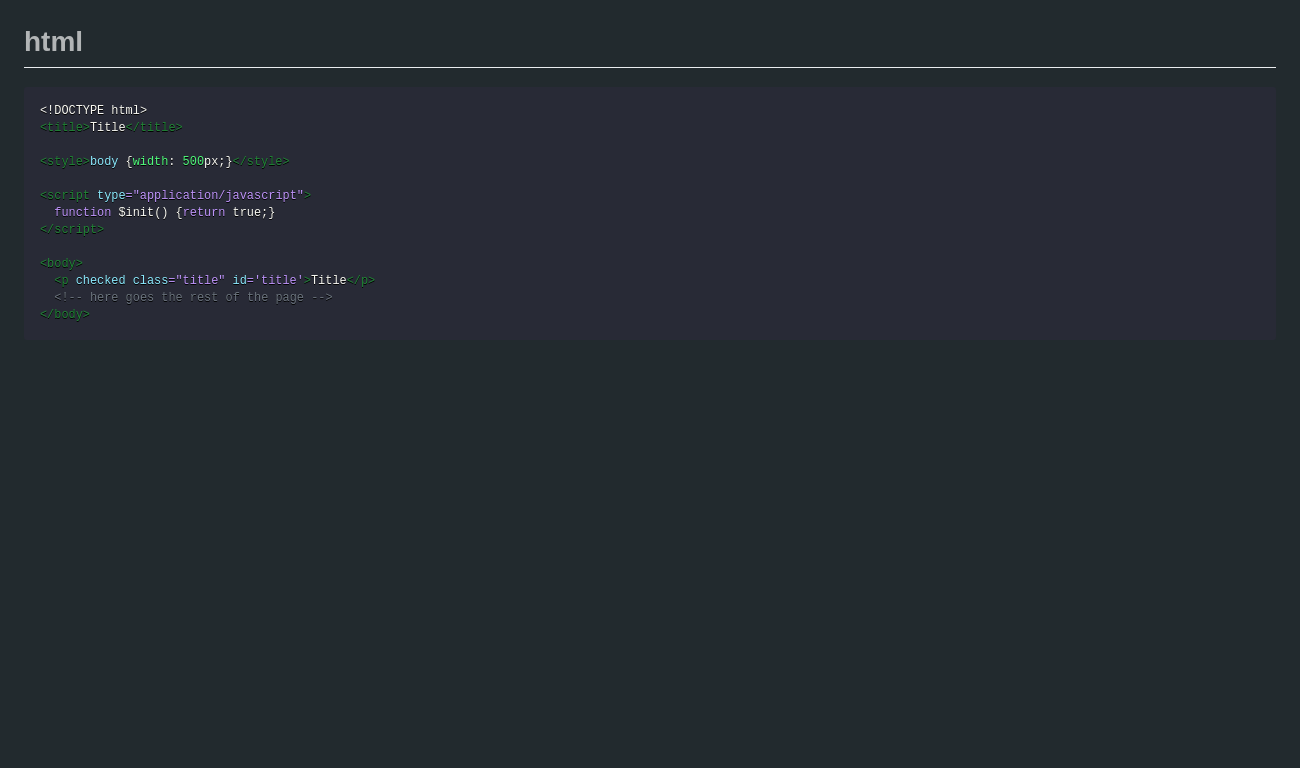 html
<!DOCTYPE html>
<title>Title</title>
<style>body {width: 500px;}</style>
<script type="application/javascript">
  function $init() {return true;}
</script>
<body>
  <p checked class="title" id='title'>Title</p>
  <!-- here goes the rest of the page -->
</body>